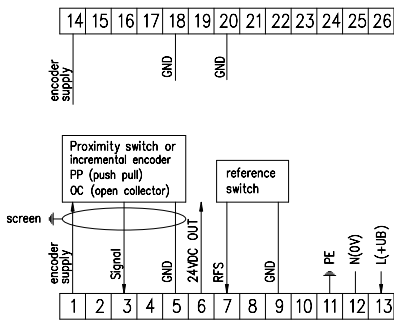 14 15 16 17 18 19 20 21 22 23 24 25 26
encoder
supply
GND
GND
Proximity switch or
incremental encoder
PP (push pull)
OC (open collector)
reference
switch
screen
encoder
supply
Signal
GND
24VDC OUT
RFS
GND
PE
N(0V)
L(+UB)
1 2 3 4 5 6 7 8 9 10 11 12 13